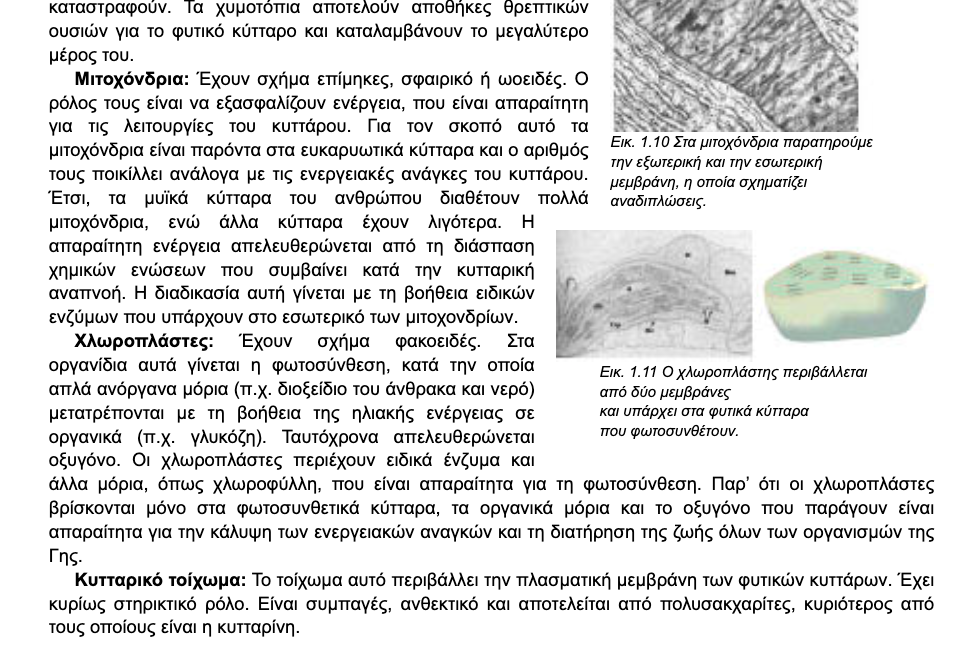 καταστραφούν. Τα χυμοτόπια αποτελούν αποθήκες θρεπτικών
ουσιών για το φυτικό κύτταρο και καταλαμβάνουν το μεγαλύτερο
μέρος του.
Μιτοχόνδρια: Έχουν σχήμα επίμηκες, σφαιρικό ή ωοειδές. Ο
ρόλος τους είναι να εξασφαλίζουν ενέργεια, που είναι απαραίτητη
για τις λειτουργίες του κυττάρου. Για τον σκοπό αυτό τα
μιτοχόνδρια είναι παρόντα στα ευκαρυωτικά κύτταρα και ο αριθμός
τους ποικίλλει ανάλογα με τις ενεργειακές ανάγκες του κυττάρου.
Έτσι, τα μυϊκά κύτταρα του ανθρώπου διαθέτουν πολλά
μιτοχόνδρια, ενώ άλλα κύτταρα έχουν λιγότερα. Η
απαραίτητη ενέργεια απελευθερώνεται από τη διάσπαση
χημικών ενώσεων που συμβαίνει κατά την κυτταρική
αναπνοή. Η διαδικασία αυτή γίνεται με τη βοήθεια ειδικών
ενζύμων που υπάρχουν στο εσωτερικό των μιτοχονδρίων.
Εικ. 1.10 Στα μιτοχόνδρια παρατηρούμε
την εξωτερική και την εσωτερική
μεμβράνη, η οποία σχηματίζει
αναδιπλώσεις.
Χλωροπλάστες: Έχουν σχήμα φακοειδές. Στα
οργανίδια αυτά γίνεται η φωτοσύνθεση, κατά την οποία
απλά ανόργανα μόρια (π.χ. διοξείδιο του άνθρακα και νερό)
μετατρέπονται με τη βοήθεια της ηλιακής ενέργειας σε
οργανικά (π.χ. γλυκόζη). Ταυτόχρονα απελευθερώνεται
οξυγόνο. Οι χλωροπλάστες περιέχουν ειδικά ένζυμα και
άλλα μόρια, όπως χλωροφύλλη, που είναι απαραίτητα για τη φωτοσύνθεση. Παρ’ ότι οι χλωροπλάστες
βρίσκονται μόνο στα φωτοσυνθετικά κύτταρα, τα οργανικά μόρια και το οξυγόνο που παράγουν είναι
απαραίτητα για την κάλυψη των ενεργειακών αναγκών και τη διατήρηση της ζωής όλων των οργανισμών της
Γης.
Εικ. 1.11 Ο χλωροπλάστης περιβάλλεται
από δύο μεμβράνες
και υπάρχει στα φυτικά κύτταρα
που φωτοσυνθέτουν.
Κυτταρικό τοίχωμα: Το τοίχωμα αυτό περιβάλλει την πλασματική μεμβράνη των φυτικών κυττάρων. Έχει
κυρίως στηρικτικό ρόλο. Είναι συμπαγές, ανθεκτικό και αποτελείται από πολυσακχαρίτες, κυριότερος από
τους οποίους είναι η κυτταρίνη.